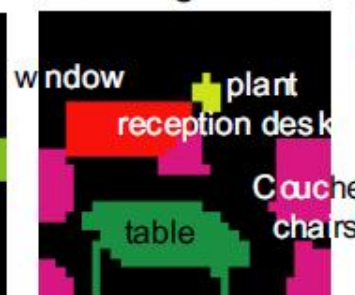 window
plant
reception desk
Couche
chairs
table